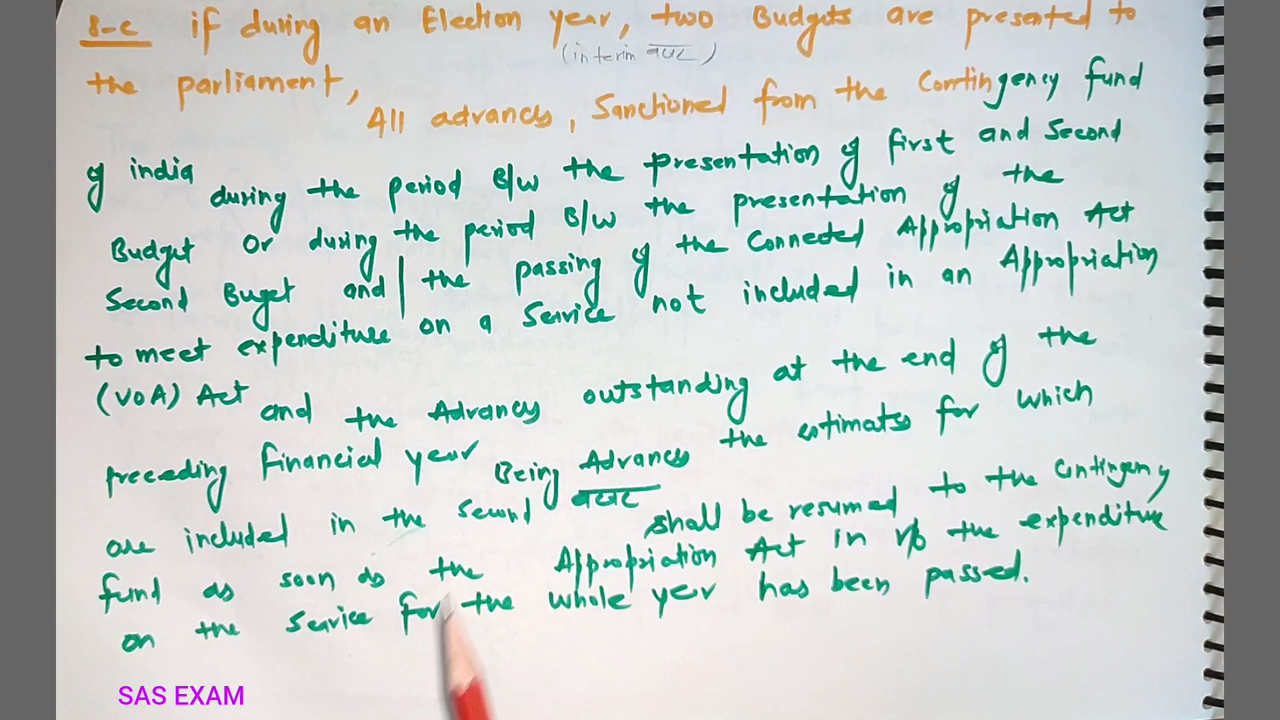 8-C if during an Election year, two Budgets are presented to
(interim बजट)
the parliament,
All advances, Sanctioned from the Contingency fund
of india during the period B/w the presentation of first and Second
Budget Or during the period B/w the presentation of the
Second Buget and the passing of the Connected Appropriation Act
to meet expenditure on a Service not included in an Appropriation
(VOA) Act and the Advances outstanding at the end of the
preceding financial year Being Advances the estimates for which
are included in the Second बजट shall be resumed to the Contingency
fund as soon as the Appropriation Act in r/o the expenditure
on the Service for the whole year has been passed.
SAS EXAM